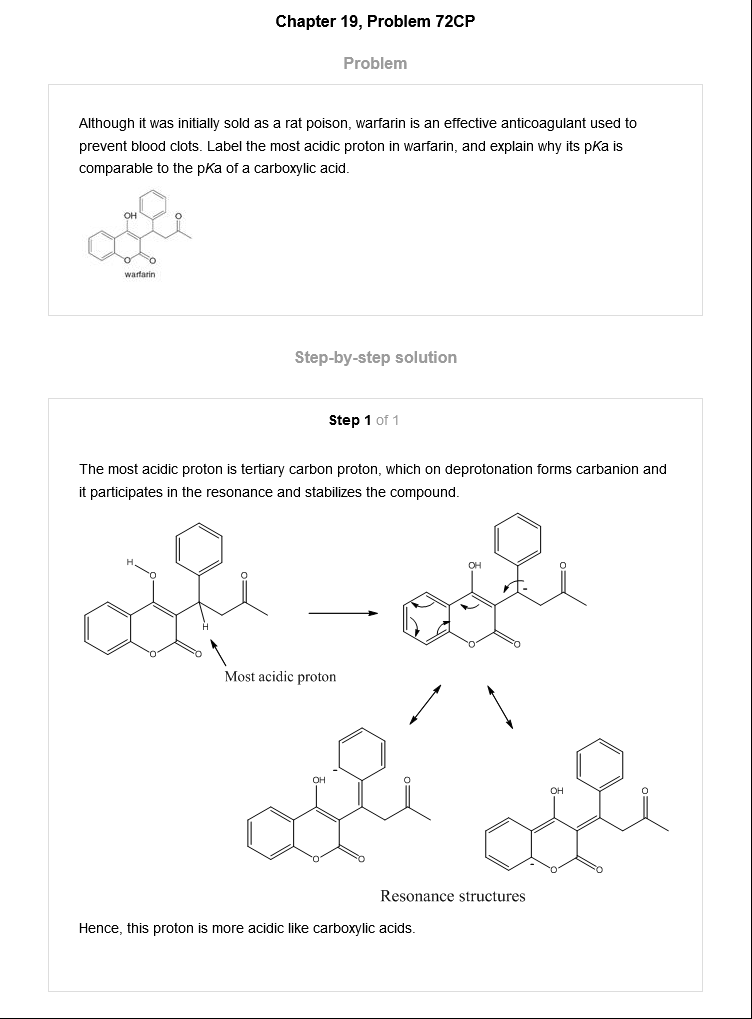 Chapter 19, Problem 72CP
Problem
Although it was initially sold as a rat poison, warfarin is an effective anticoagulant used to
prevent blood clots. Label the most acidic proton in warfarin, and explain why its pKa is
comparable to the pKa of a carboxylic acid.
OH
O
O
O
warfarin
Step-by-step solution
Step 1 of 1
The most acidic proton is tertiary carbon proton, which on deprotonation forms carbanion and
it participates in the resonance and stabilizes the compound.
H
O
O
H
O
O
Most acidic proton
OH
O
-
O
O
OH
-
O
O
O
OH
O
-
O
O
Resonance structures
Hence, this proton is more acidic like carboxylic acids.